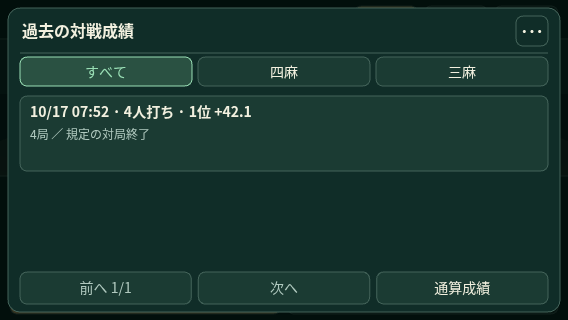 過去の対戦成績
…
すべて
四麻
三麻
10/17 07:52・4人打ち・1位 +42.1
4局 ／ 規定の対局終了
前へ 1/1
次へ
通算成績